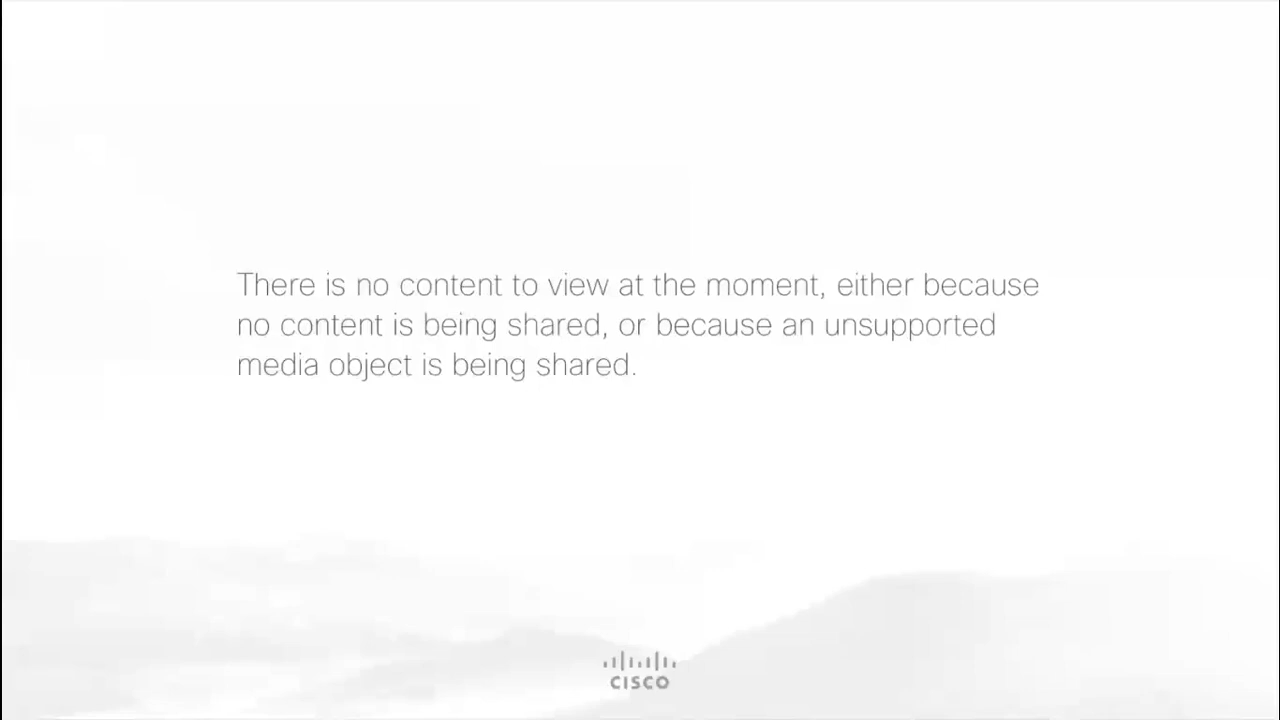 There is no content to view at the moment, either because
no content is being shared, or because an unsupported
media object is being shared.
CISCO